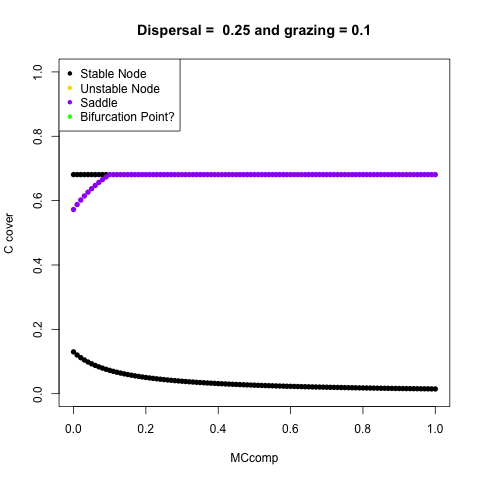 Dispersal =  0.25 and grazing = 0.1
Stable Node
Unstable Node
Saddle
Bifurcation Point?
1.0
0.8
0.6
0.4
0.2
0.0
C cover
0.0 0.2 0.4 0.6 0.8 1.0
MCcomp